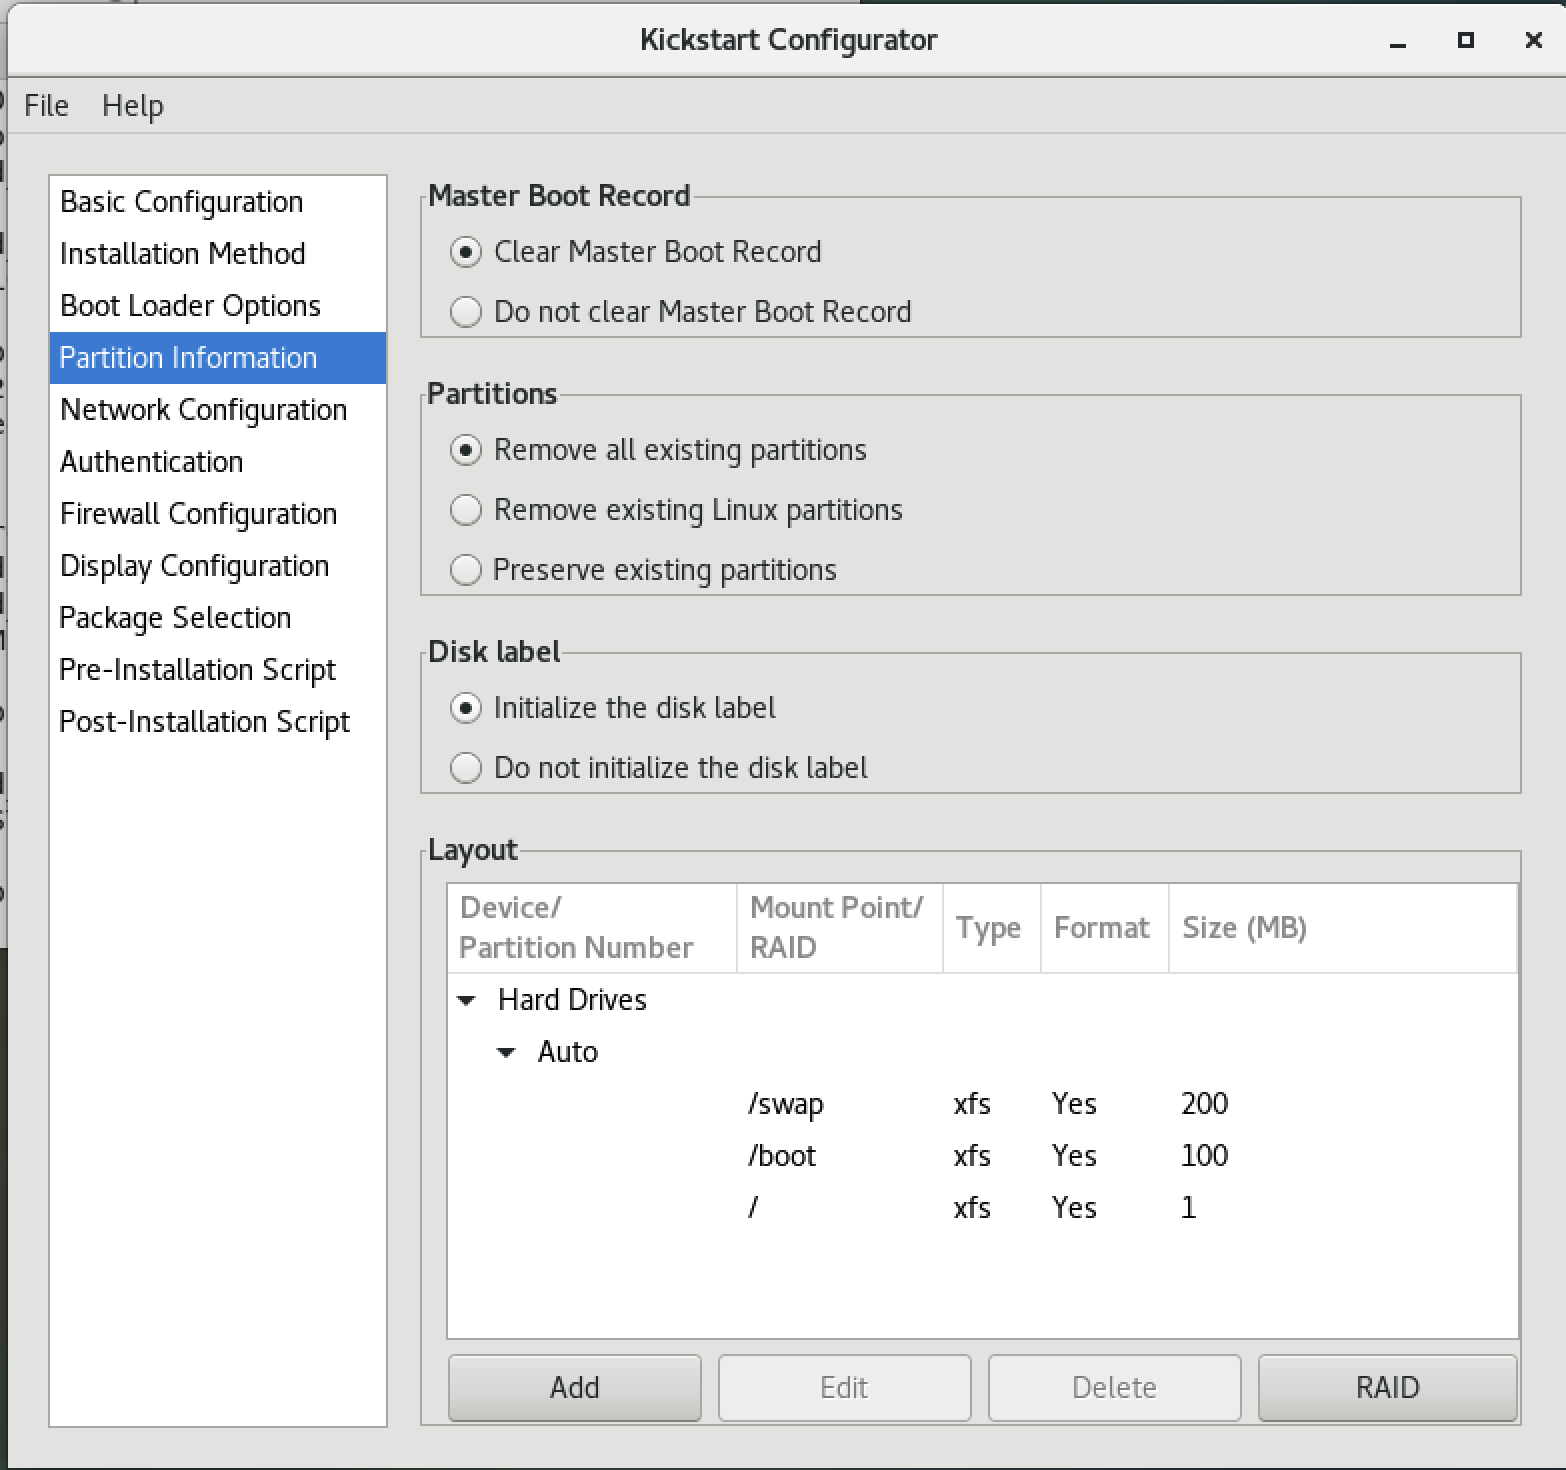 Kickstart Configurator
File Help
Basic Configuration
Installation Method
Boot Loader Options
Partition Information
Network Configuration
Authentication
Firewall Configuration
Display Configuration
Package Selection
Pre-Installation Script
Post-Installation Script
Master Boot Record
Clear Master Boot Record
Do not clear Master Boot Record
Partitions
Remove all existing partitions
Remove existing Linux partitions
Preserve existing partitions
Disk label
Initialize the disk label
Do not initialize the disk label
Layout
Device/
Partition Number
Mount Point/
RAID
Type
Format
Size (MB)
Hard Drives
Auto
/swap xfs Yes 200
/boot xfs Yes 100
/ xfs Yes 1
Add Edit Delete RAID